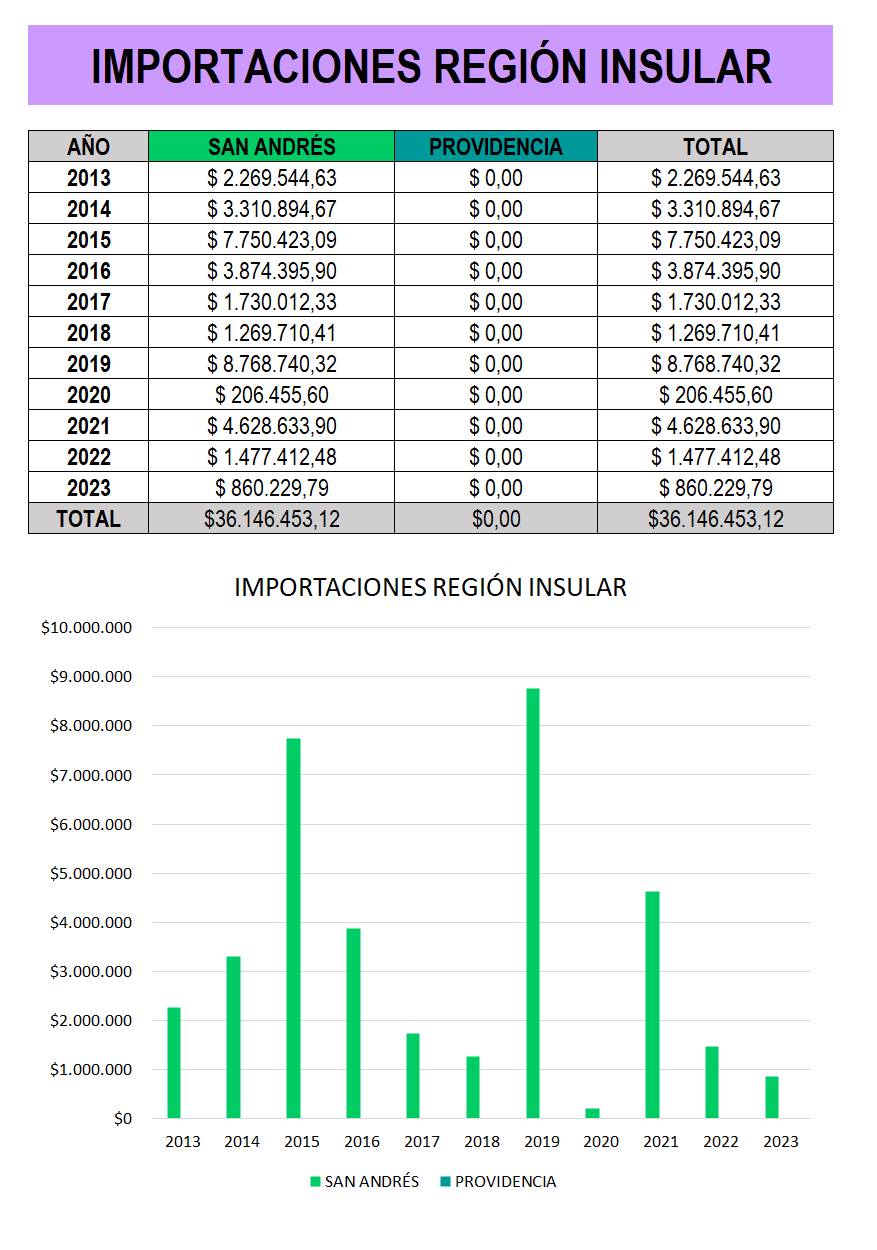 IMPORTACIONES REGIÓN INSULAR
AÑO SAN ANDRÉS PROVIDENCIA TOTAL
2013 $ 2.269.544,63 $ 0,00 $ 2.269.544,63
2014 $ 3.310.894,67 $ 0,00 $ 3.310.894,67
2015 $ 7.750.423,09 $ 0,00 $ 7.750.423,09
2016 $ 3.874.395,90 $ 0,00 $ 3.874.395,90
2017 $ 1.730.012,33 $ 0,00 $ 1.730.012,33
2018 $ 1.269.710,41 $ 0,00 $ 1.269.710,41
2019 $ 8.768.740,32 $ 0,00 $ 8.768.740,32
2020 $ 206.455,60 $ 0,00 $ 206.455,60
2021 $ 4.628.633,90 $ 0,00 $ 4.628.633,90
2022 $ 1.477.412,48 $ 0,00 $ 1.477.412,48
2023 $ 860.229,79 $ 0,00 $ 860.229,79
TOTAL $36.146.453,12 $0,00 $36.146.453,12
IMPORTACIONES REGIÓN INSULAR
$10.000.000
$9.000.000
$8.000.000
$7.000.000
$6.000.000
$5.000.000
$4.000.000
$3.000.000
$2.000.000
$1.000.000
$0
2013 2014 2015 2016 2017 2018 2019 2020 2021 2022 2023
SAN ANDRÉS PROVIDENCIA